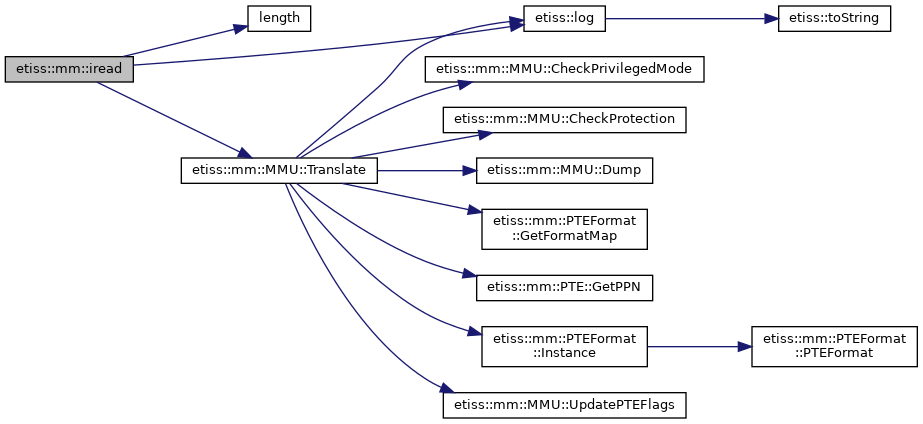 length
etiss::log
etiss::toString
etiss::mm::iread
etiss::mm::MMU::CheckPrivilegedMode
etiss::mm::MMU::CheckProtection
etiss::mm::MMU::Translate
etiss::mm::MMU::Dump
etiss::mm::PTEFormat
::GetFormatMap
etiss::mm::PTE::GetPPN
etiss::mm::PTEFormat
::Instance
etiss::mm::PTEFormat
::PTEFormat
etiss::mm::MMU::UpdatePTEFlags